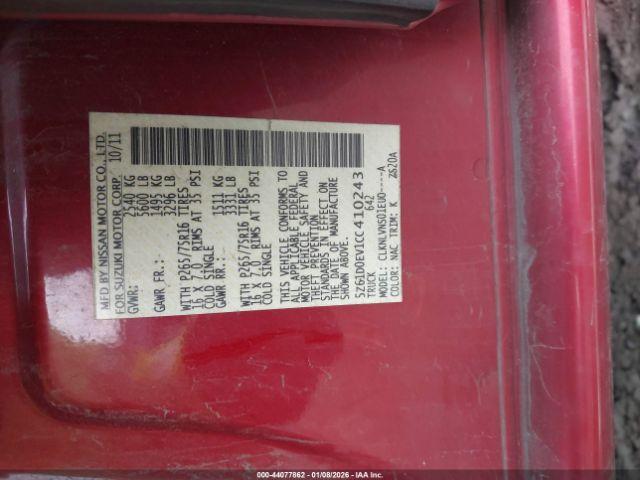 MFD BY NISSAN MOTOR CO., LTD. 10/11
FOR SUZUKI MOTOR CORP.
GVWR: 2540 KG
5600 LB
GAWR FR.: 1495 KG
3296 LB
WITH P265/75R16 TIRES
16 X 7.0 RIMS AT 35 PSI
COLD SINGLE
GAWR RR.: 1511 KG
3331 LB
WITH P265/75R16 TIRES
16 X 7.0 RIMS AT 35 PSI
COLD SINGLE
THIS VEHICLE CONFORMS TO
ALL APPLICABLE FEDERAL
MOTOR VEHICLE SAFETY AND
THEFT PREVENTION
STANDARDS IN EFFECT ON
THE DATE OF MANUFACTURE
SHOWN ABOVE.
5Z61D0EV1CC410243
TRUCK 642
MODEL: CLKNLVNS01EU0----A
COLOR: NAC TRIM: K
000-44077862 - 01/08/2026 - IAA Inc.